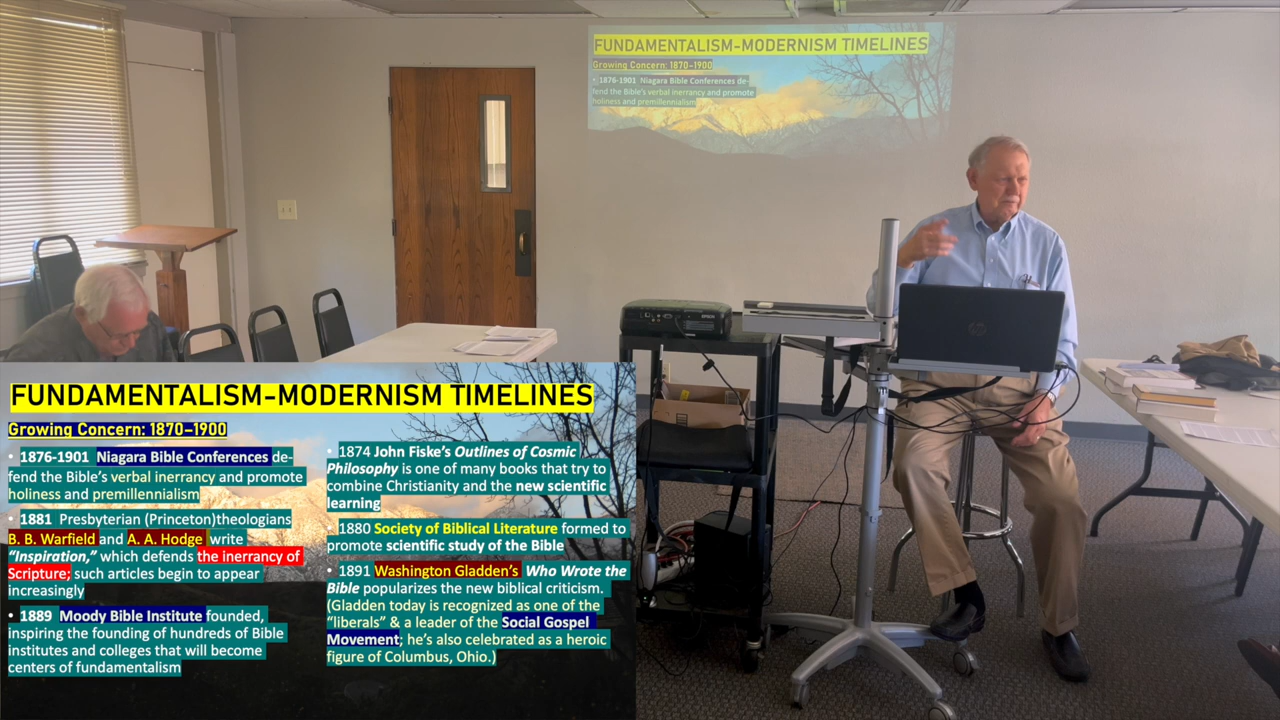 FUNDAMENTALISM-MODERNISM TIMELINES
Growing Concern: 1870-1900
• 1876-1901 Niagara Bible Conferences de-
fend the Bible's verbal inerrancy and promote
holiness and premillennialism
EPSON
hp
FUNDAMENTALISM-MODERNISM TIMELINES
Growing Concern: 1870-1900
• 1876-1901 Niagara Bible Conferences de-
fend the Bible's verbal inerrancy and promote
holiness and premillennialism
• 1881 Presbyterian (Princeton)theologians
B. B. Warfield and A. A. Hodge write
"Inspiration," which defends the inerrancy of
Scripture; such articles begin to appear
increasingly
• 1889 Moody Bible Institute founded,
inspiring the founding of hundreds of Bible
institutes and colleges that will become
centers of fundamentalism
• 1874 John Fiske's Outlines of Cosmic
Philosophy is one of many books that try to
combine Christianity and the new scientific
learning
• 1880 Society of Biblical Literature formed to
promote scientific study of the Bible
• 1891 Washington Gladden's Who Wrote the
Bible popularizes the new biblical criticism.
(Gladden today is recognized as one of the
"liberals" & a leader of the Social Gospel
Movement; he's also celebrated as a heroic
figure of Columbus, Ohio.)